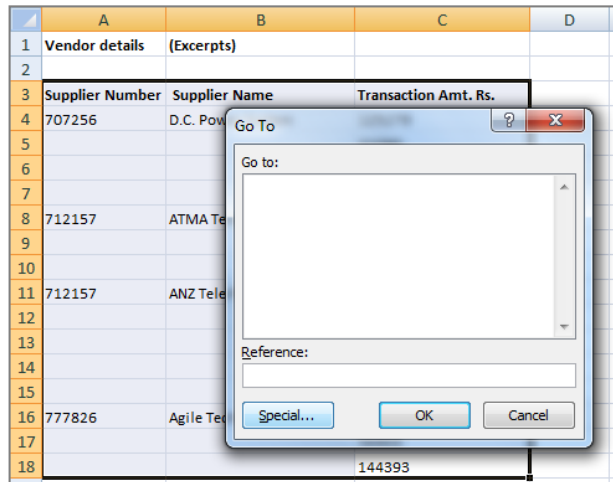 A B C D
1 Vendor details (Excerpts)
2
3 Supplier Number Supplier Name Transaction Amt. Rs.
4 707256 D.C. Pow
5
6
7
8 712157 ATMA Te
9
10
11 712157 ANZ Tele
12
13
14
15
16 777826 Agile Tec
17
18 144393
Go To
Go to:
Reference:
Special...
OK
Cancel